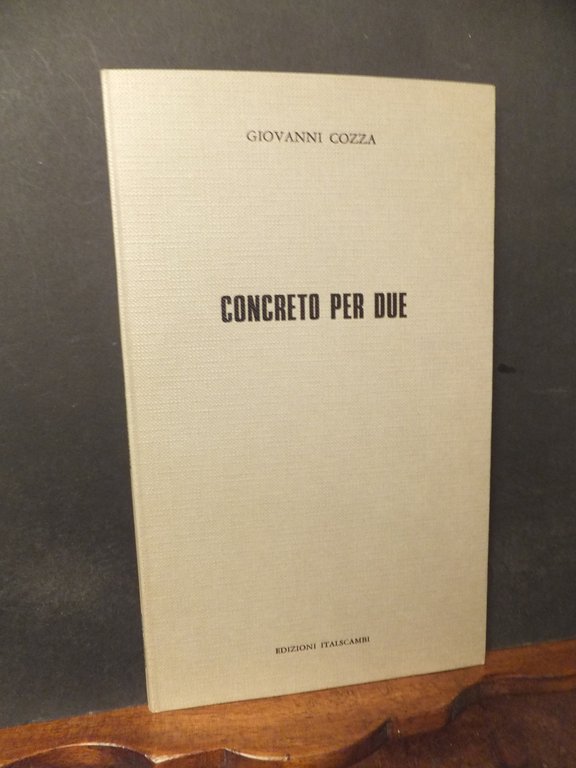 GIOVANNI COZZA
CONCRETO PER DUE
EDIZIONI ITALSCAMBI